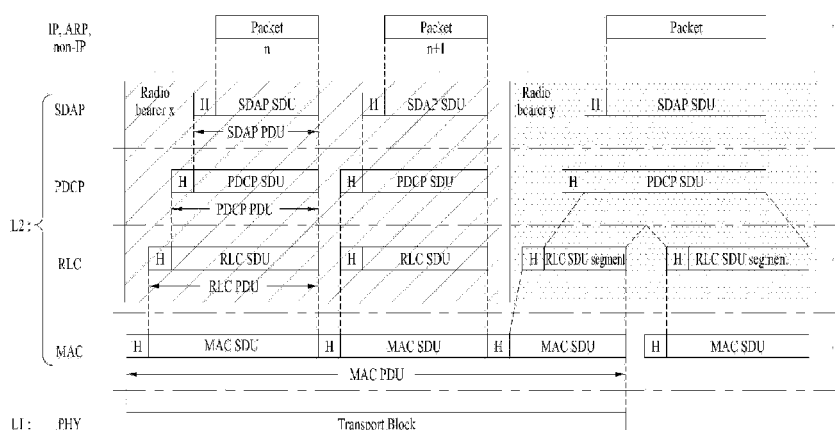 IP, ARP,
non-IP
Packet
n
Packet
n+1
Packet
Radio
bearer x
Radio
bearer y
SDAP
H SDAP SDU
H SDAP SDU
H SDAP SDU
SDAP PDU
PDCP
H PDCP SDU
H PDCP SDU
H PDCP SDU
PDCP PDU
L2 :
RLC
H RLC SDU
H RLC SDU
H RLC SDU segment
H RLC SDU segmen.
RLC PDU
MAC
H MAC SDU
H MAC SDU
H MAC SDU
H MAC SDU
MAC PDU
L1 :
PHY
Transport Block